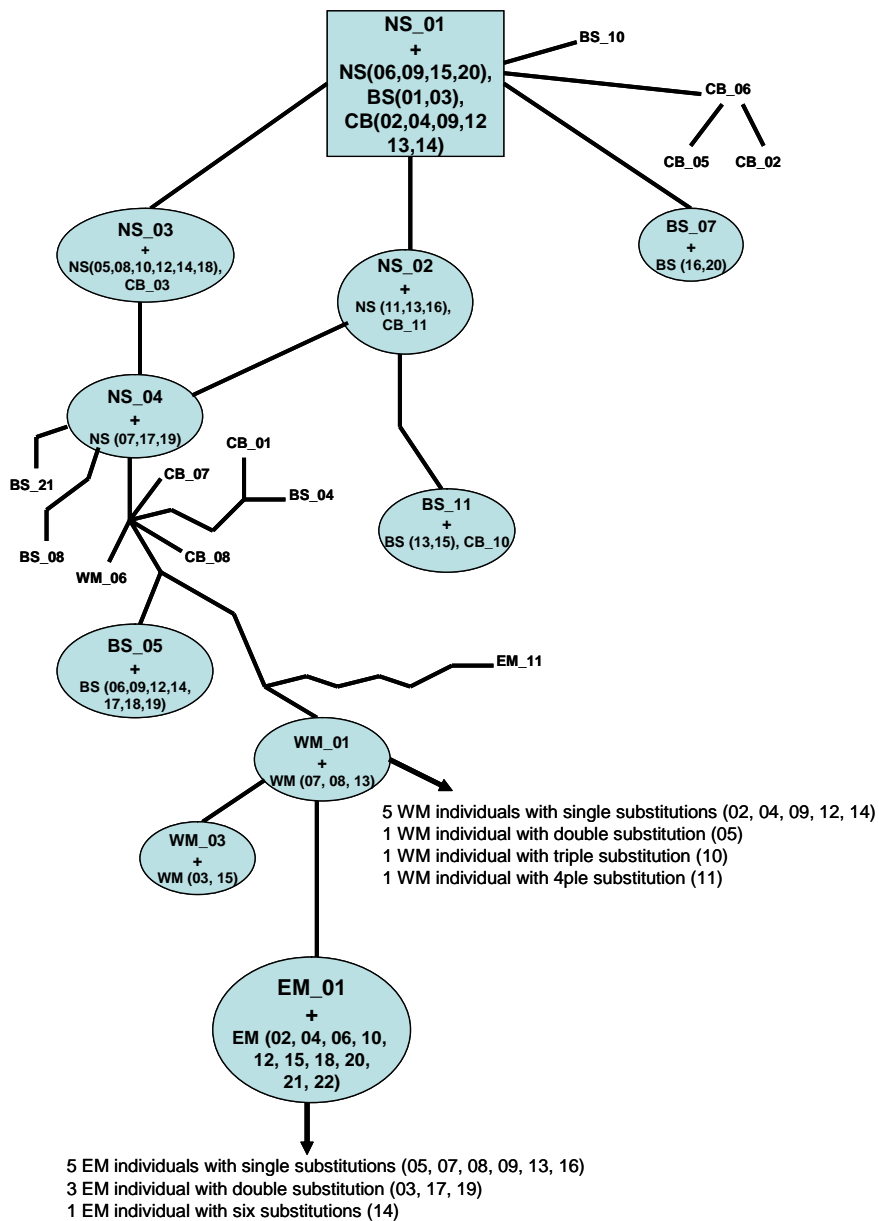 NS_01
+
NS(06,09,15,20),
BS(01,03),
CB(02,04,09,12
13,14)
BS_10
CB_06
CB_05
CB_02
NS_03
+
NS(05,08,10,12,14,18),
CB_03
NS_02
+
NS (11,13,16),
CB_11
BS_07
+
BS (16,20)
NS_04
+
NS (07,17,19)
BS_21
BS_08
CB_07
CB_01
BS_04
CB_08
WM_06
BS_11
+
BS (13,15), CB_10
BS_05
+
BS (06,09,12,14,
17,18,19)
EM_11
WM_01
+
WM (07, 08, 13)
WM_03
+
WM (03, 15)
5 WM individuals with single substitutions (02, 04, 09, 12, 14)
1 WM individual with double substitution (05)
1 WM individual with triple substitution (10)
1 WM individual with 4ple substitution (11)
EM_01
+
EM (02, 04, 06, 10,
12, 15, 18, 20,
21, 22)
5 EM individuals with single substitutions (05, 07, 08, 09, 13, 16)
3 EM individual with double substitution (03, 17, 19)
1 EM individual with six substitutions (14)